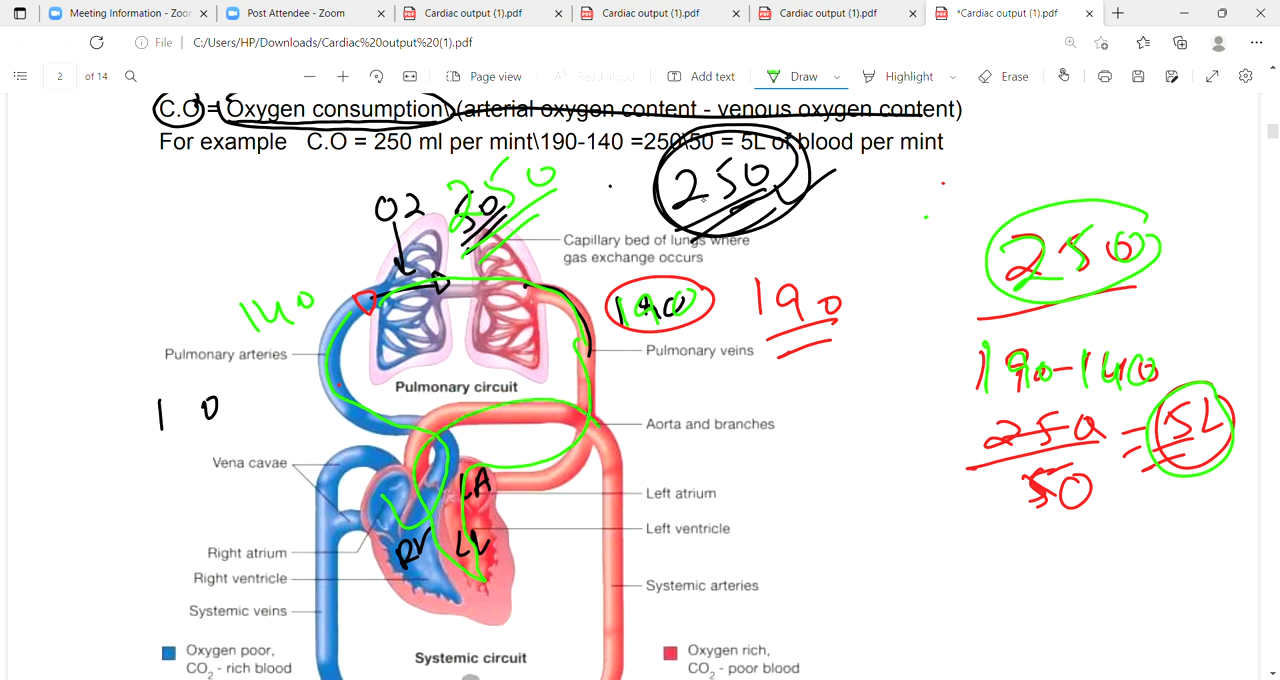 Meeting Information - Zoor
Post Attendee - Zoom
Cardiac output (1).pdf
Cardiac output (1).pdf
Cardiac output (1).pdf
*Cardiac output (1).pdf
File
C:/Users/HP/Downloads/Cardiac%20output%20(1).pdf
2 of 14
Page view
Read aloud
Add text
Draw
Highlight
Erase
C.O = Oxygen consumption\ (arterial oxygen content - venous oxygen content)
For example C.O = 250 ml per mint\190-140 =250\50 = 5L of blood per mint
250
O2
50
250
Capillary bed of lungs where
gas exchange occurs
250
140
190
190
Pulmonary arteries
Pulmonary veins
190-140
Pulmonary circuit
1 0
Aorta and branches
250
= 5L
50
Vena cavae
LA
Left atrium
Left ventricle
RV
LV
Right atrium
Right ventricle
Systemic arteries
Systemic veins
Oxygen poor,
CO2 - rich blood
Systemic circuit
Oxygen rich,
CO2 - poor blood